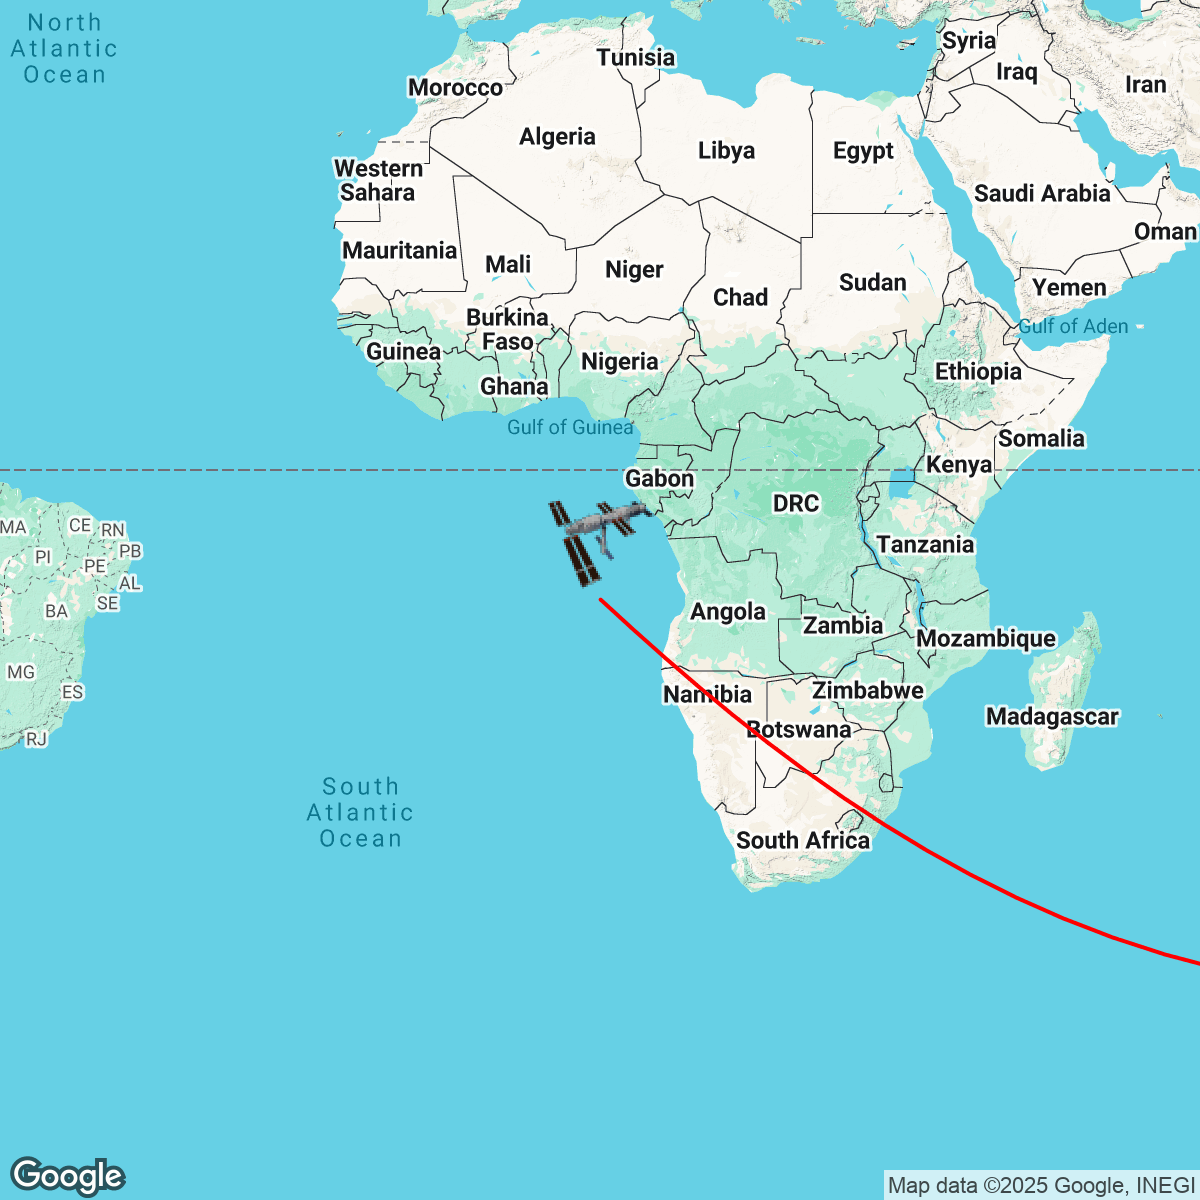 North
Atlantic
Ocean
Tunisia
Syria
Iraq
Iran
Morocco
Algeria
Libya
Egypt
Western
Sahara
Saudi Arabia
Oman
Mauritania
Mali
Niger
Chad
Sudan
Yemen
Burkina
Faso
Gulf of Aden
Guinea
Nigeria
Ethiopia
Ghana
Gulf of Guinea
Somalia
Kenya
Gabon
DRC
MA
CE
RN
PI
PB
PE
AL
SE
BA
Tanzania
Angola
Zambia
Mozambique
MG
ES
RJ
Namibia
Zimbabwe
Botswana
Madagascar
South
Atlantic
Ocean
South Africa
Google
Map data ©2025 Google, INEGI